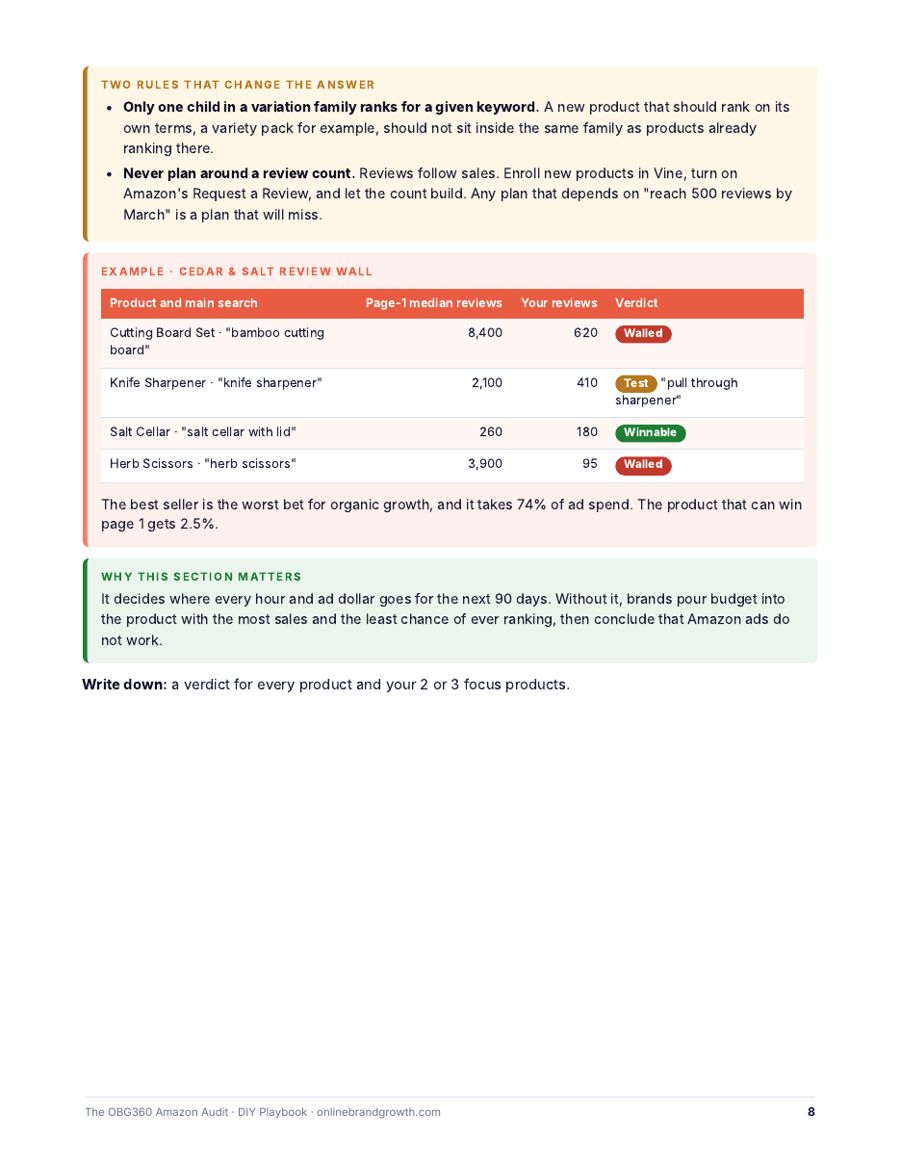 TWO RULES THAT CHANGE THE ANSWER
• Only one child in a variation family ranks for a given keyword. A new product that should rank on its
own terms, a variety pack for example, should not sit inside the same family as products already
ranking there.
• Never plan around a review count. Reviews follow sales. Enroll new products in Vine, turn on
Amazon's Request a Review, and let the count build. Any plan that depends on "reach 500 reviews by
March" is a plan that will miss.
EXAMPLE · CEDAR & SALT REVIEW WALL
Product and main search Page-1 median reviews Your reviews Verdict
Cutting Board Set · "bamboo cutting 8,400 620 Walled
board"
Knife Sharpener · "knife sharpener" 2,100 410 Test "pull through
sharpener"
Salt Cellar · "salt cellar with lid" 260 180 Winnable
Herb Scissors · "herb scissors" 3,900 95 Walled
The best seller is the worst bet for organic growth, and it takes 74% of ad spend. The product that can win
page 1 gets 2.5%.
WHY THIS SECTION MATTERS
It decides where every hour and ad dollar goes for the next 90 days. Without it, brands pour budget into
the product with the most sales and the least chance of ever ranking, then conclude that Amazon ads do
not work.
Write down: a verdict for every product and your 2 or 3 focus products.
The OBG360 Amazon Audit · DIY Playbook · onlinebrandgrowth.com 8